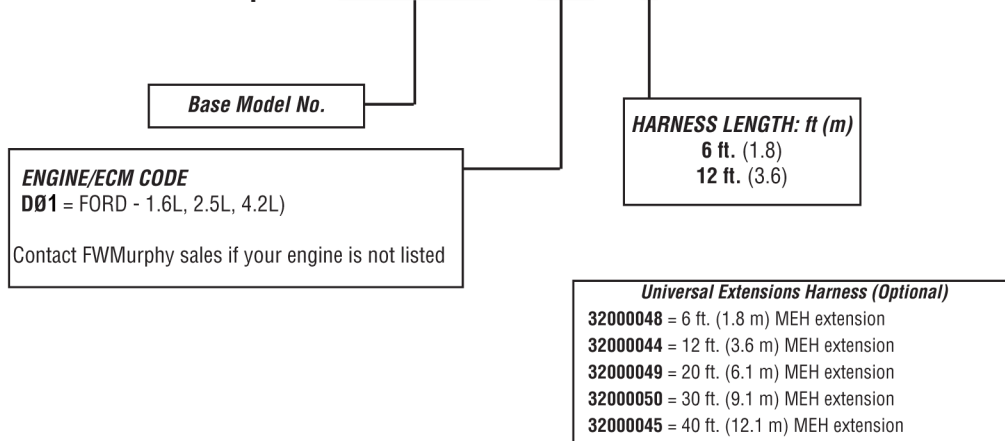 Base Model No.
HARNESS LENGTH: ft (m)
6 ft. (1.8)
12 ft. (3.6)
ENGINE/ECM CODE
DØ1 = FORD - 1.6L, 2.5L, 4.2L)
Contact FWMurphy sales if your engine is not listed
Universal Extensions Harness (Optional)
32000048 = 6 ft. (1.8 m) MEH extension
32000044 = 12 ft. (3.6 m) MEH extension
32000049 = 20 ft. (6.1 m) MEH extension
32000050 = 30 ft. (9.1 m) MEH extension
32000045 = 40 ft. (12.1 m) MEH extension